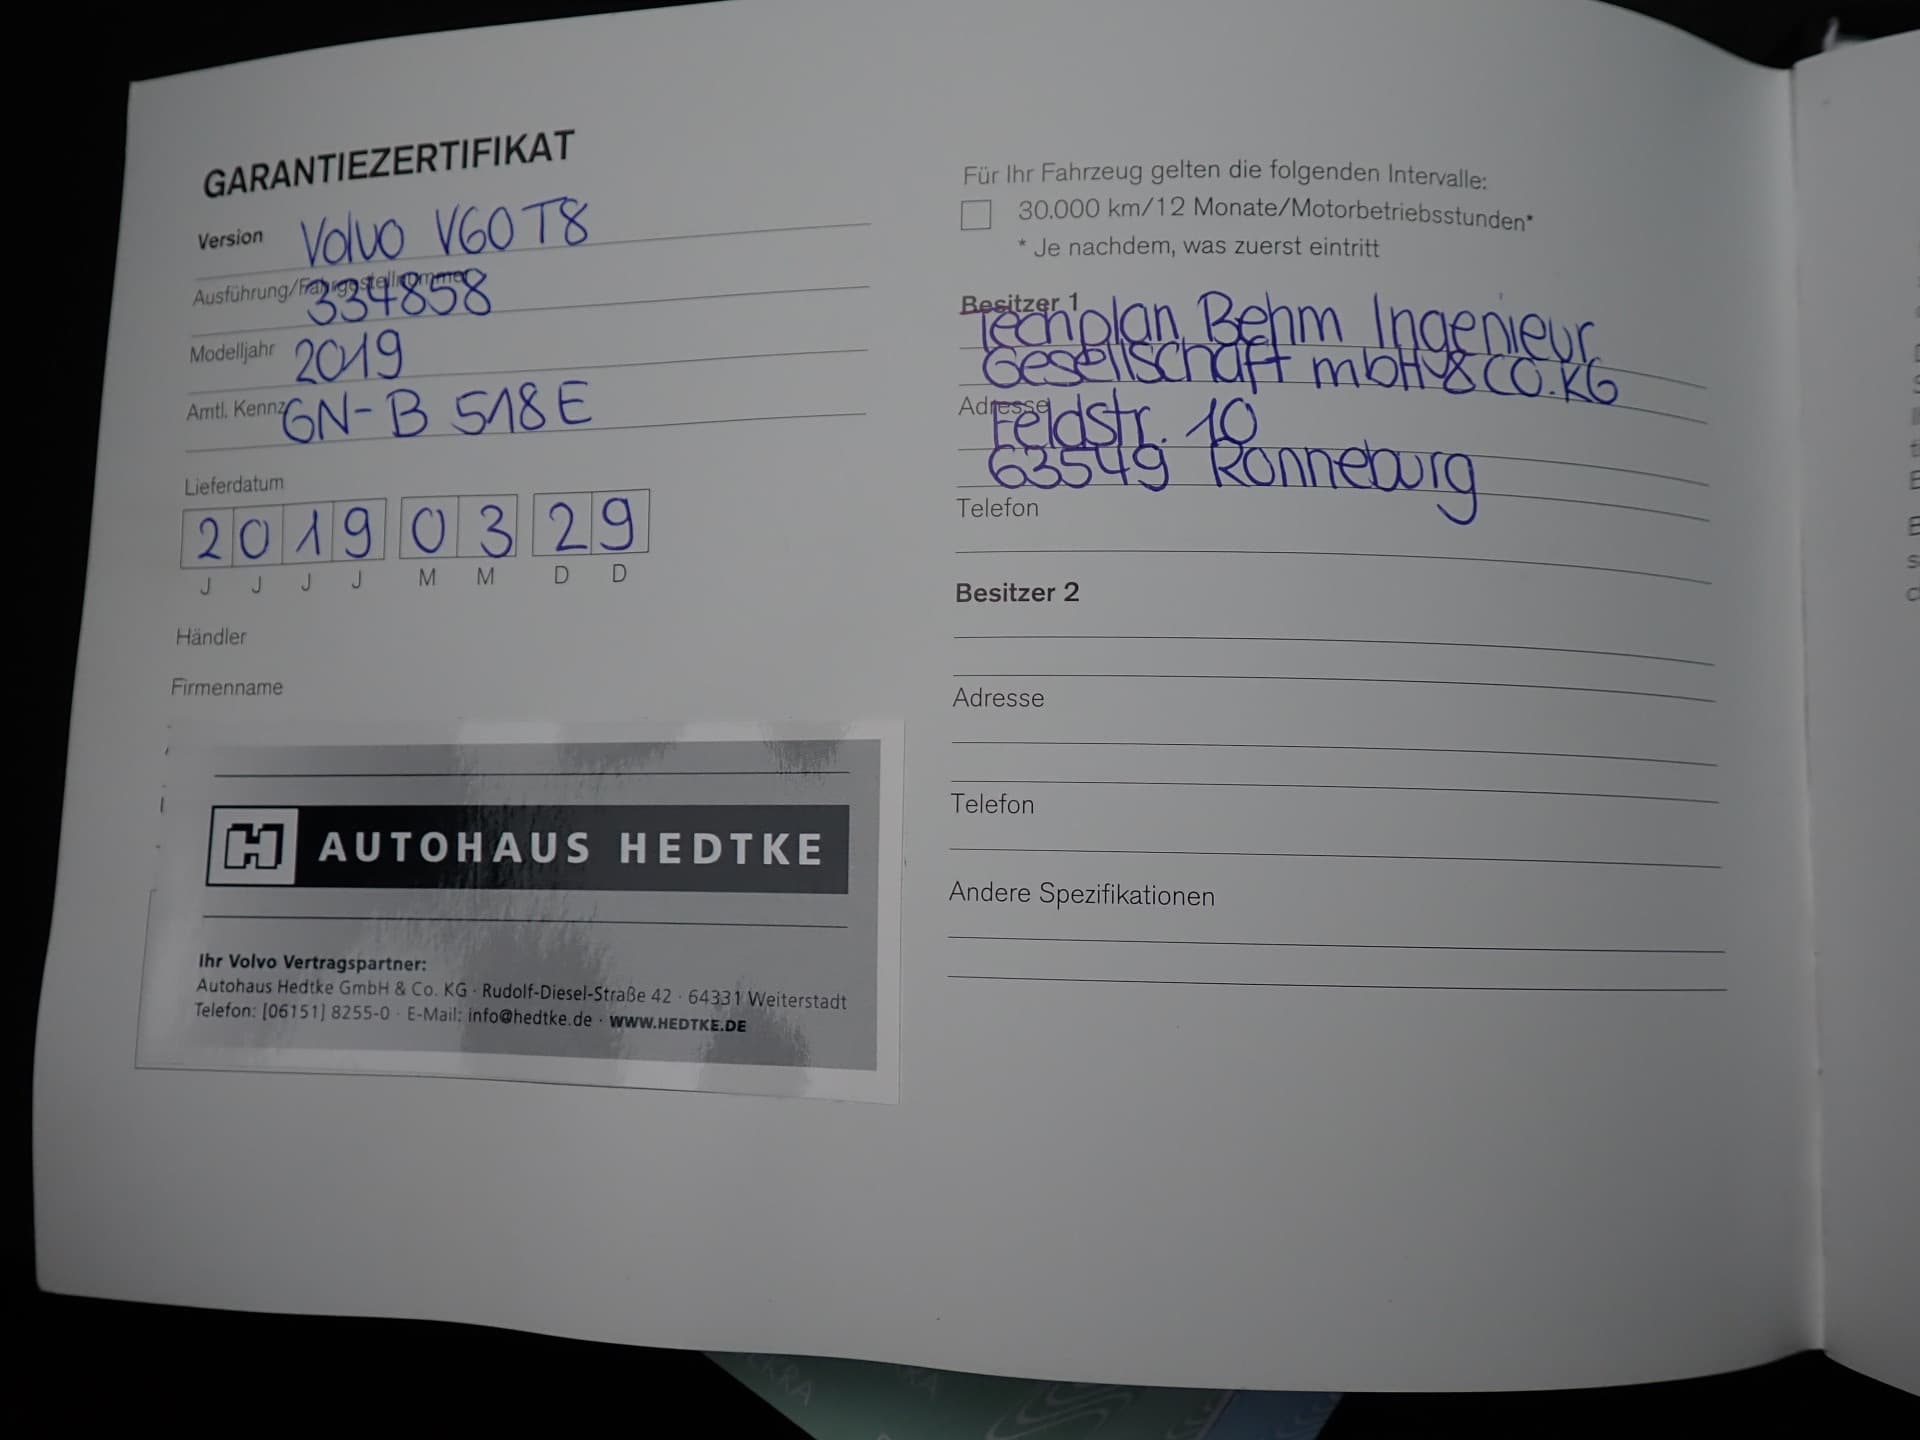 GARANTIEZERTIFIKAT
Version Volvo V60 T8
Ausführung/Fahrgestellnummer 334858
Modelljahr 2019
Amtl. Kennz. GN-B 518E
Lieferdatum
2019 03 29
J J J J M M D D
Händler
Firmenname
H AUTOHAUS HEDTKE
Ihr Volvo Vertragspartner:
Autohaus Hedtke GmbH & Co. KG · Rudolf-Diesel-Straße 42 · 64331 Weiterstadt
Telefon: [06151] 8255-0 · E-Mail: info@hedtke.de · WWW.HEDTKE.DE
Für Ihr Fahrzeug gelten die folgenden Intervalle:
30.000 km/12 Monate/Motorbetriebsstunden*
* Je nachdem, was zuerst eintritt
Besitzer 1
Techplan Behm Ingenieur
Gesellschaft mbH & CO.KG
Adresse
Feldstr. 10
63549 Ronneburg
Telefon
Besitzer 2
Adresse
Telefon
Andere Spezifikationen